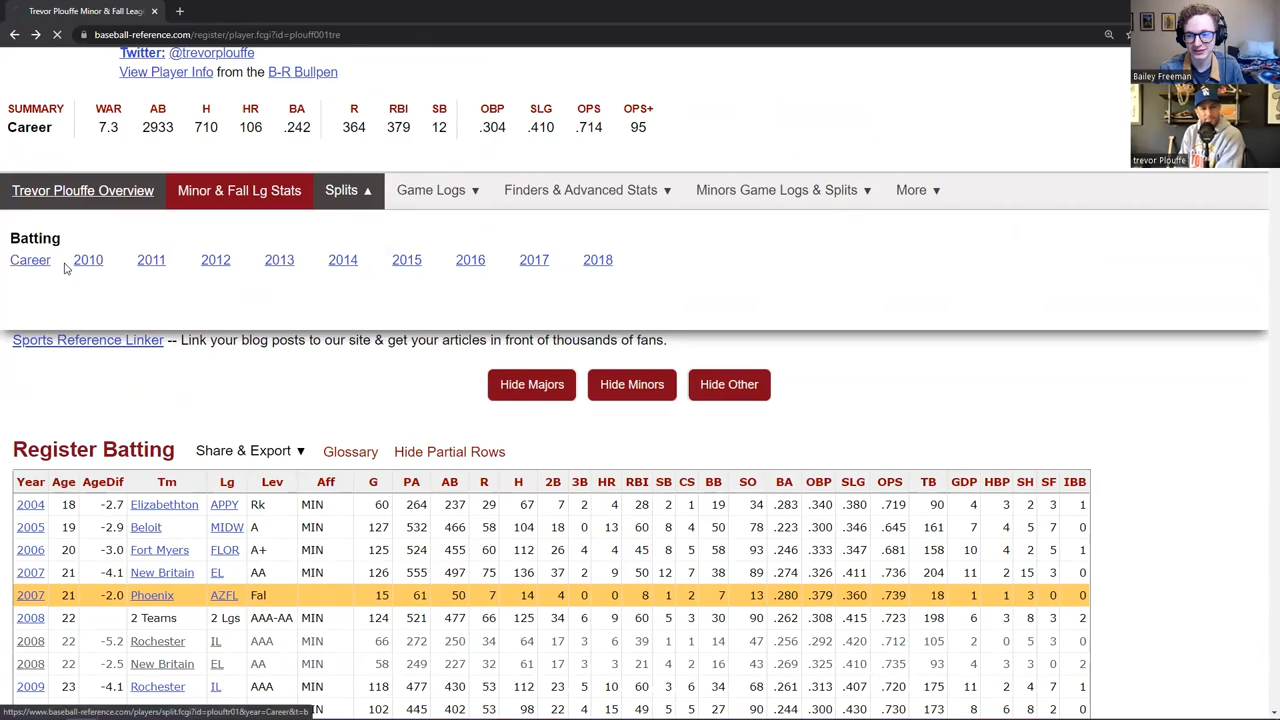 Trevor Plouffe Minor & Fall Leag
baseball-reference.com/register/player.fcgi?id=plouff001tre
Bailey Freeman
trevor Plouffe
Twitter: @trevorplouffe
View Player Info from the B-R Bullpen
SUMMARY WAR AB H HR BA R RBI SB OBP SLG OPS OPS+
Career 7.3 2933 710 106 .242 364 379 12 .304 .410 .714 95
Trevor Plouffe Overview Minor & Fall Lg Stats Splits ▲ Game Logs ▼ Finders & Advanced Stats ▼ Minors Game Logs & Splits ▼ More ▼
Batting
Career 2010 2011 2012 2013 2014 2015 2016 2017 2018
Sports Reference Linker -- Link your blog posts to our site & get your articles in front of thousands of fans.
Hide Majors Hide Minors Hide Other
Register Batting Share & Export ▼ Glossary Hide Partial Rows
Year Age AgeDif Tm Lg Lev Aff G PA AB R H 2B 3B HR RBI SB CS BB SO BA OBP SLG OPS TB GDP HBP SH SF IBB
2004 18 -2.7 Elizabethton APPY Rk MIN 60 264 237 29 67 7 2 4 28 2 1 19 34 .283 .340 .380 .719 90 4 3 2 3 1
2005 19 -2.9 Beloit MIDW A MIN 127 532 466 58 104 18 0 13 60 8 4 50 78 .223 .300 .345 .645 161 7 4 5 7 0
2006 20 -3.0 Fort Myers FLOR A+ MIN 125 524 455 60 112 26 4 4 45 8 5 58 93 .246 .333 .347 .681 158 10 4 2 5 1
2007 21 -4.1 New Britain EL AA MIN 126 555 497 75 136 37 2 9 50 12 7 38 89 .274 .326 .411 .736 204 11 2 15 3 0
2007 21 -2.0 Phoenix AZFL Fal 15 61 50 7 14 4 0 0 8 1 2 7 13 .280 .379 .360 .739 18 1 1 3 0 0
2008 22 2 Teams 2 Lgs AAA-AA MIN 124 521 477 66 125 34 6 9 60 5 3 30 90 .262 .308 .415 .723 198 6 3 8 3 2
2008 22 -5.2 Rochester IL AAA MIN 66 272 250 34 64 17 3 6 39 1 1 14 47 .256 .292 .420 .712 105 2 0 5 3 0
2008 22 -2.5 New Britain EL AA MIN 58 249 227 32 61 17 3 3 21 4 2 16 43 .269 .325 .410 .735 93 4 3 3 0 2
2009 23 -4.1 Rochester IL AAA MIN 118 477 430 53 112 23 5 10 60 3 6 34 68 .261 .313 .407 .720 175 11 2 4 7 1
https://www.baseball-reference.com/players/split.fcgi?id=plouftr01&year=Career&t=b
MIN 102 445 402